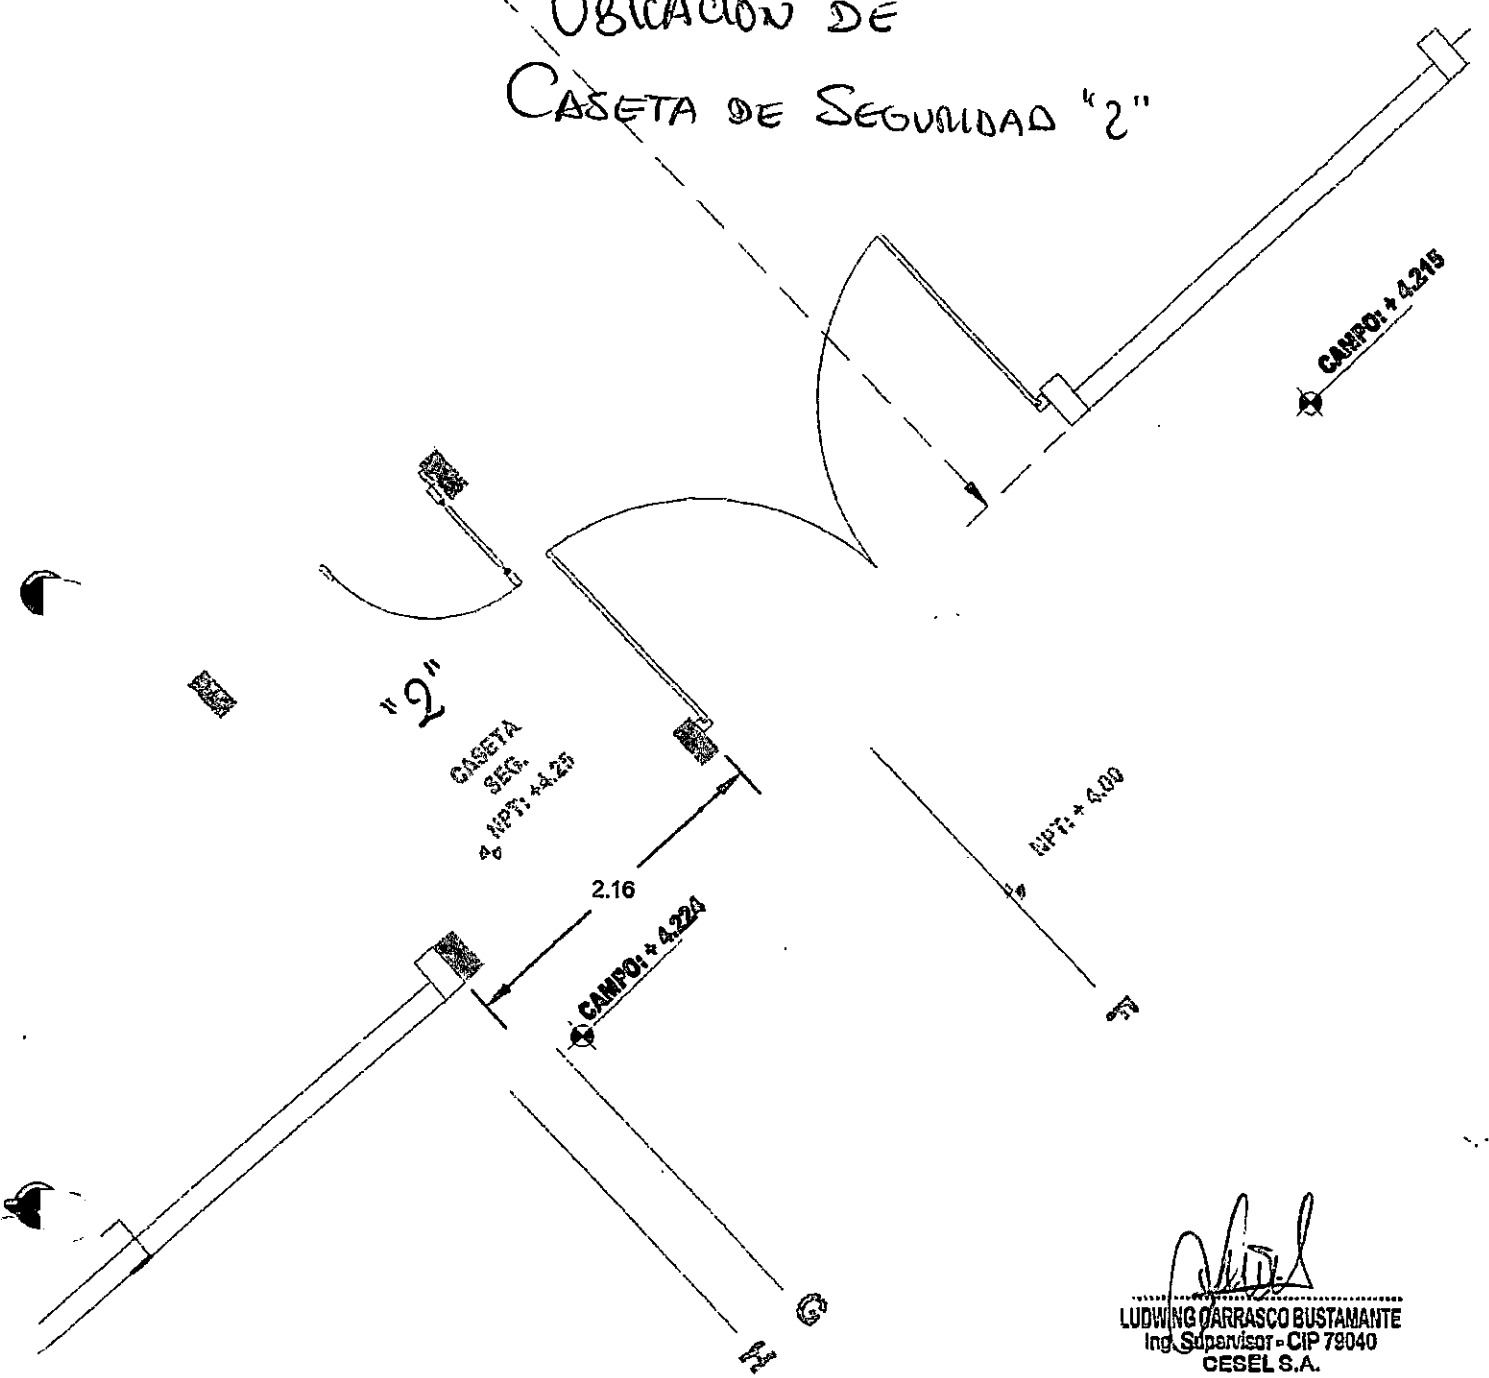 UBICACION DE
CASETA DE SEGURIDAD "2"
CAMPO: + 4.215
"2"
CASETA
SEG.
NPT: +4.25
NPT: + 4.00
2.16
CAMPO: + 4.224
F
G
H
LUDWING CARRASCO BUSTAMANTE
Ing. Supervisor - CIP 79040
CESEL S.A.